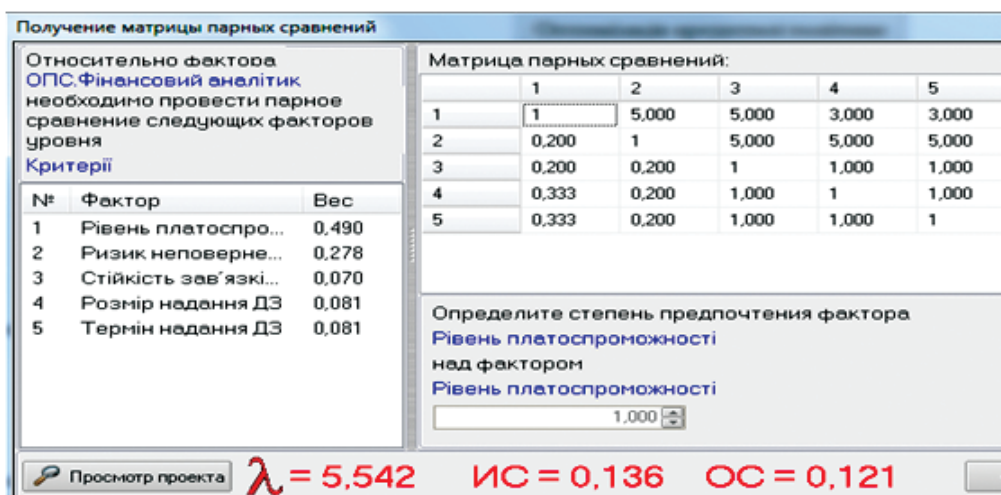 Получение матрицы парных сравнений
Относительно фактора
ОПС.Фінансовий аналітик
необходимо провести парное
сравнение следующих факторов
уровня
Критерії
№ Фактор Вес
1 Рівень платоспро... 0,490
2 Ризик неповерне... 0,278
3 Стійкість зав´язкі... 0,070
4 Розмір надання ДЗ 0,081
5 Термін надання ДЗ 0,081
Матрица парных сравнений:
1 2 3 4 5
1 1 5,000 5,000 3,000 3,000
2 0,200 1 5,000 5,000 5,000
3 0,200 0,200 1 1,000 1,000
4 0,333 0,200 1,000 1 1,000
5 0,333 0,200 1,000 1,000 1
Определите степень предпочтения фактора
Рівень платоспроможності
над фактором
Рівень платоспроможності
1,000
Просмотр проекта λ = 5,542 ИС = 0,136 ОС = 0,121